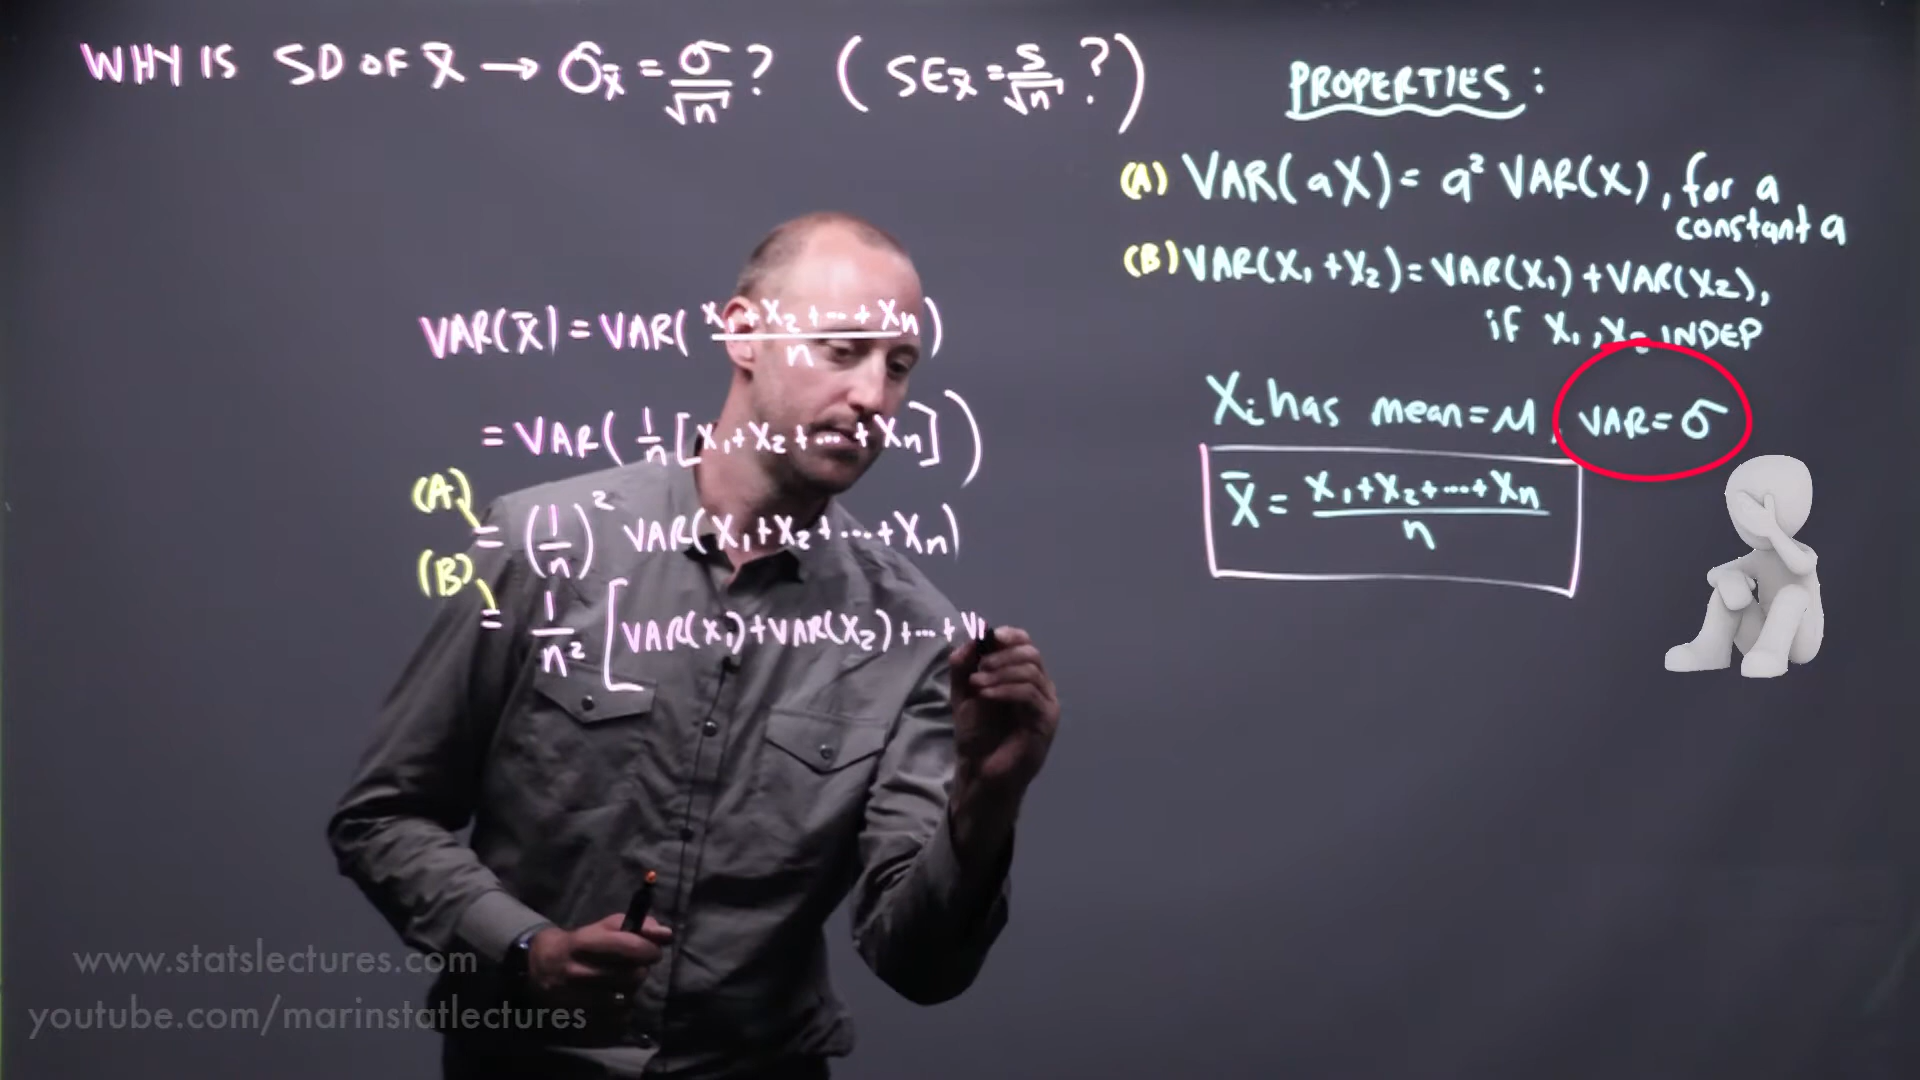 WHY IS SD OF x̄ → σx̄ = σ/√n ? ( SEx̄ = s/√n ? )
PROPERTIES :
(A) VAR(aX) = a² VAR(X), for a
constant a
(B) VAR(X₁ + X₂) = VAR(X₁) + VAR(X₂),
if X₁, X₂ INDEP
Xi has mean = M, VAR = σ
X̄ = X₁+X₂+...+Xn / n
VAR(X̄) = VAR( X₁+X₂+...+Xn / n )
= VAR( 1/n [X₁+X₂+...+Xn] )
(A) = (1/n)² VAR(X₁+X₂+...+Xn)
(B) = 1/n² [ VAR(X₁)+VAR(X₂)+...+
www.statslectures.com
youtube.com/marinstatlectures